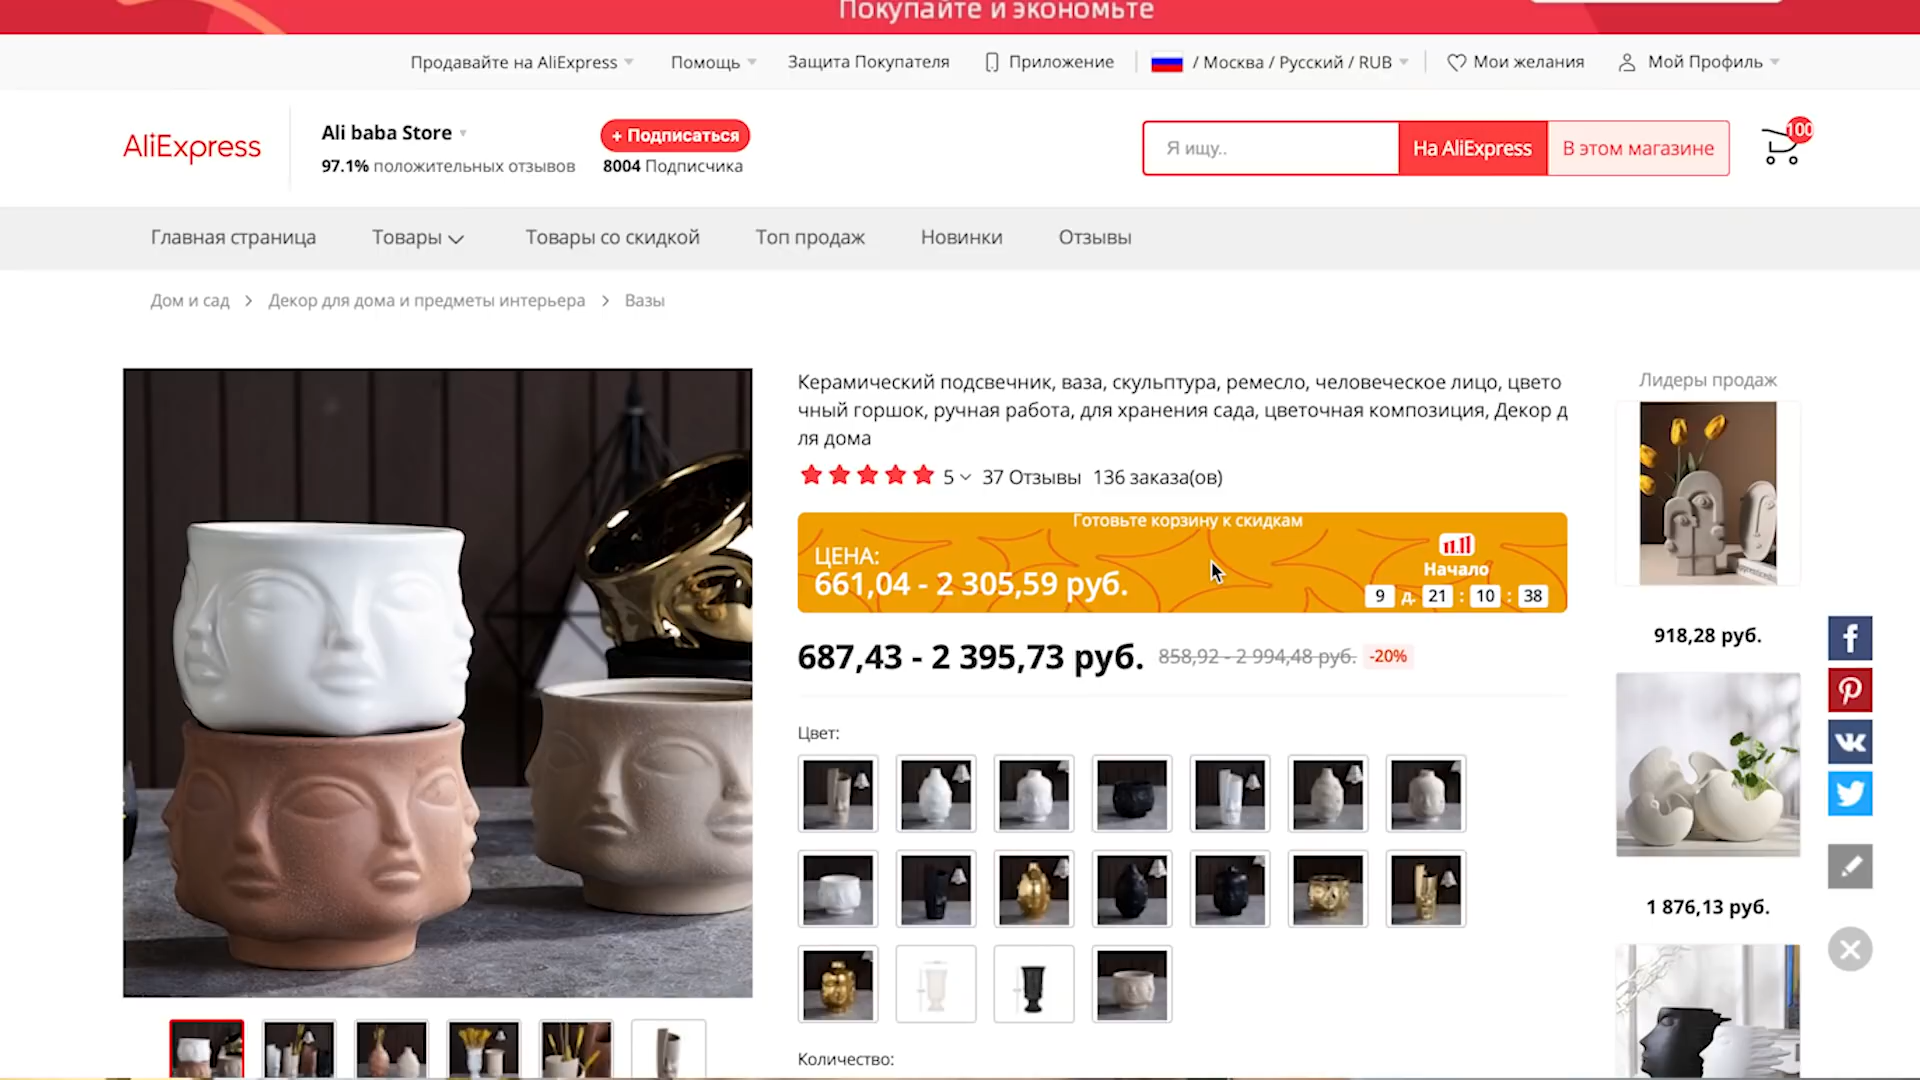 Покупайте и экономьте
Продавайте на AliExpress Помощь Защита Покупателя Приложение / Москва / Русский / RUB Мои желания Мой Профиль
AliExpress
Ali baba Store + Подписаться
97.1% положительных отзывов 8004 Подписчика
Я ищу.. На AliExpress В этом магазине
100
Главная страница Товары Товары со скидкой Топ продаж Новинки Отзывы
Дом и сад > Декор для дома и предметы интерьера > Вазы
Керамический подсвечник, ваза, скульптура, ремесло, человеческое лицо, цвето
чный горшок, ручная работа, для хранения сада, цветочная композиция, Декор д
ля дома
5 37 Отзывы 136 заказа(ов)
Готовьте корзину к скидкам
ЦЕНА:
661,04 - 2 305,59 руб.
11.11
Начало
9 д. 21 : 10 : 38
687,43 - 2 395,73 руб. 858,92 - 2 994,48 руб. -20%
Цвет:
Количество:
Лидеры продаж
918,28 руб.
1 876,13 руб.